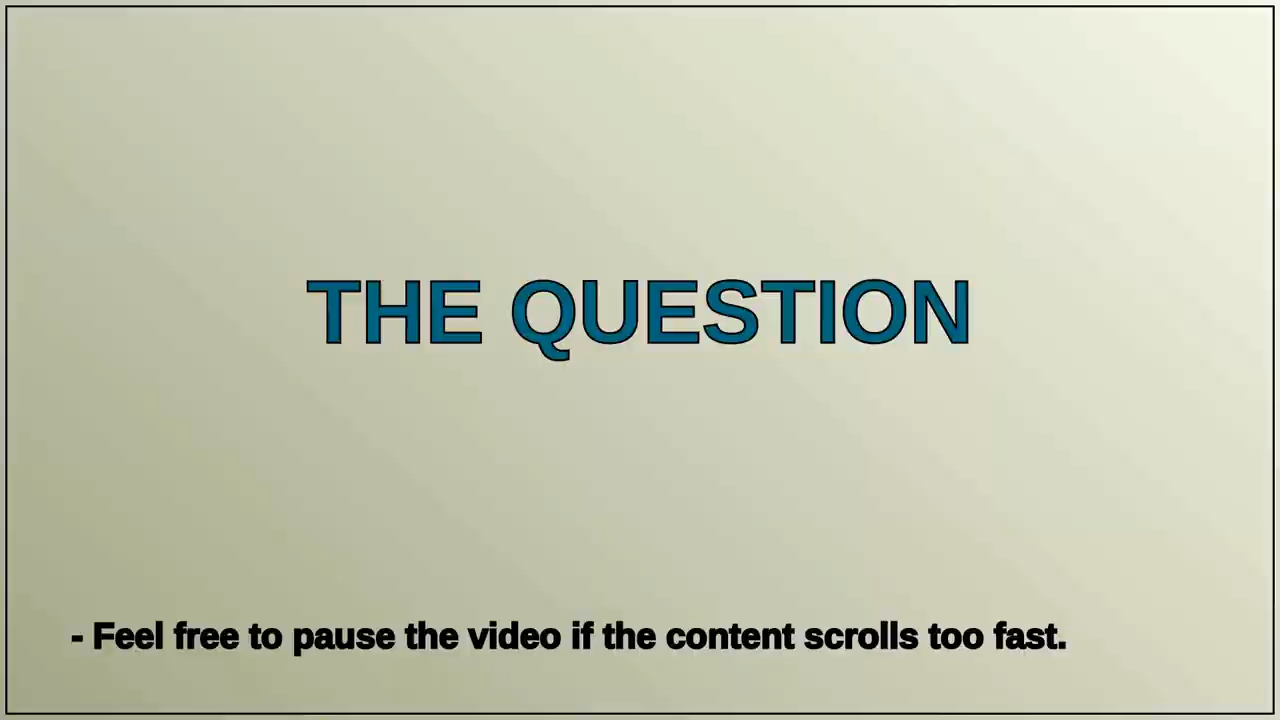 THE QUESTION
- Feel free to pause the video if the content scrolls too fast.